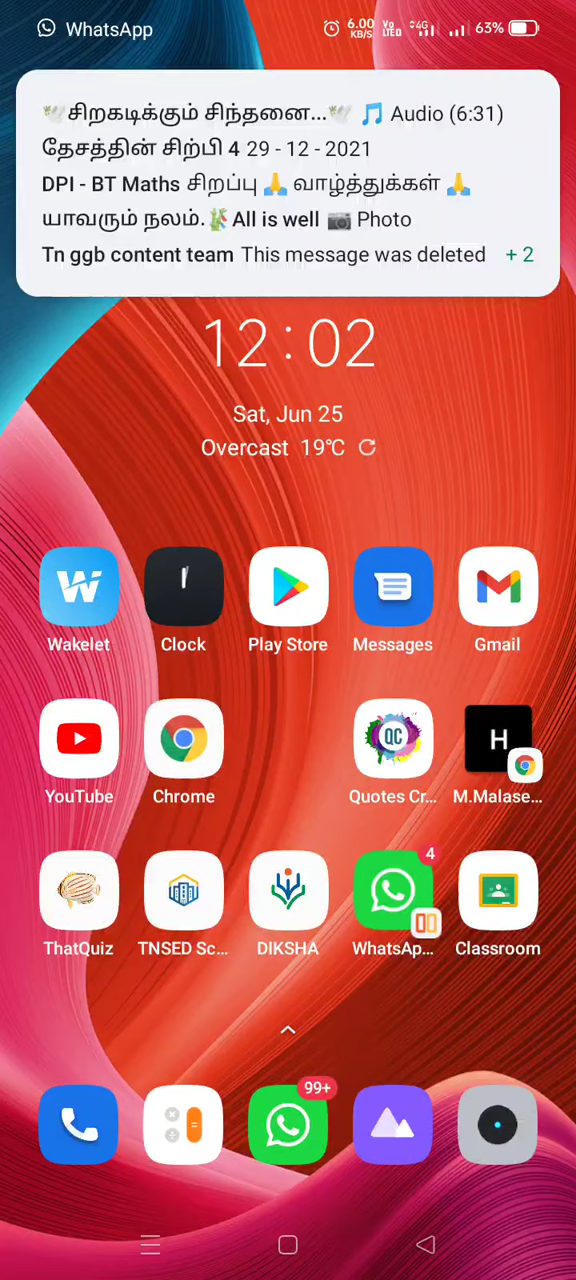 WhatsApp
6.00 KB/S
Vo LTED
4G
63%
🕊️சிறகடிக்கும் சிந்தனை...🕊️ 🎵 Audio (6:31)
தேசத்தின் சிற்பி 4 29 - 12 - 2021
DPI - BT Maths சிறப்பு 🙏 வாழ்த்துக்கள் 🙏
யாவரும் நலம்.🎋All is well 📷 Photo
Tn ggb content team This message was deleted + 2
12:02
Sat, Jun 25
Overcast 19℃
Wakelet Clock Play Store Messages Gmail
QC
H
YouTube Chrome Quotes Cr... M.Malase...
4
ThatQuiz TNSED Sc... DIKSHA WhatsAp... Classroom
99+